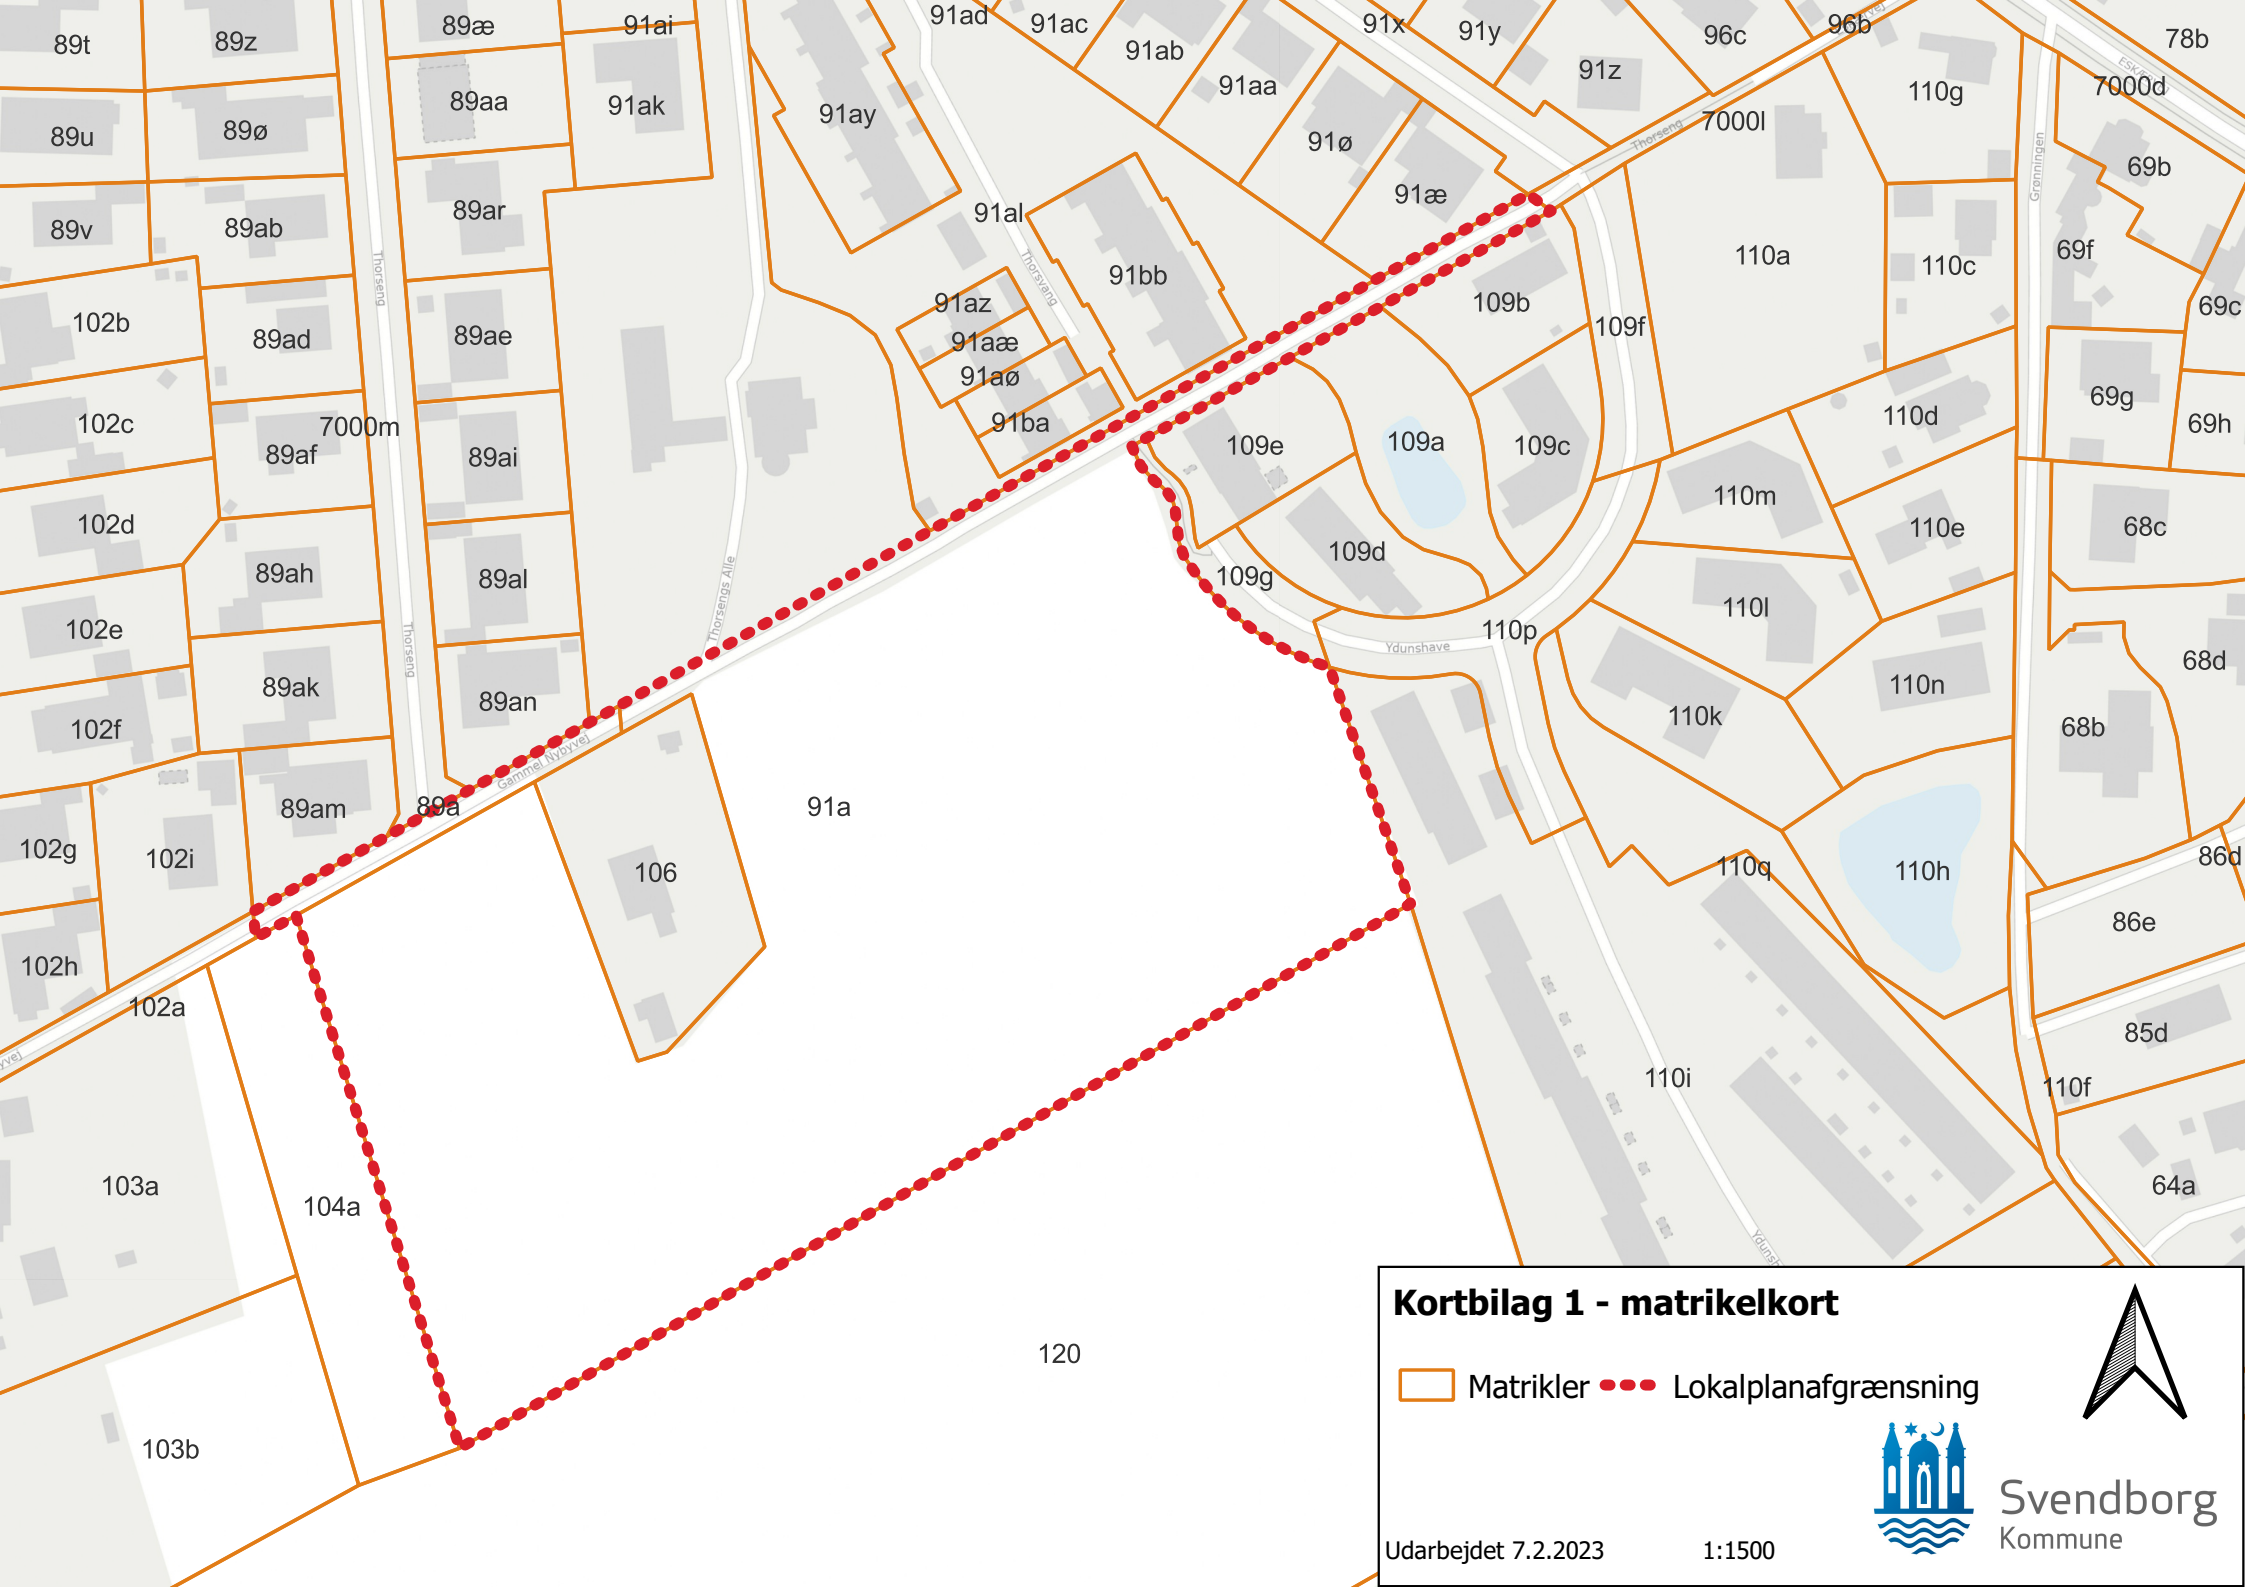 89t
89z
89æ
91ai
91ad
91ac
91ab
91x
91y
96c
96b
78b
89u
89ø
89aa
91ak
91ay
91aa
91z
110g
7000d
ESKÆ
91ø
Thorseng
7000l
89v
89ab
89ar
91al
91æ
110a
110c
Grønningen
69b
69f
69c
102b
89ad
89ae
Thorseng
91az
91aæ
91aø
91ba
Thorsvang
91bb
109b
109f
102c
89af
7000m
89ai
109e
109a
109c
110d
69g
69h
102d
89ah
89al
Thorsengs Alle
109g
109d
110m
110e
68c
102e
89ak
Thorseng
89an
Ydunshave
110p
110l
110n
68d
102f
89am
89a
Gammel Nybyvej
91a
110k
68b
102g
102i
106
110q
110h
86d
102h
102a
86e
85d
yvej
103a
104a
110i
110f
64a
Ydunsh
103b
120
Kortbilag 1 - matrikelkort
Matrikler
Lokalplanafgrænsning
Svendborg
Kommune
Udarbejdet 7.2.2023
1:1500